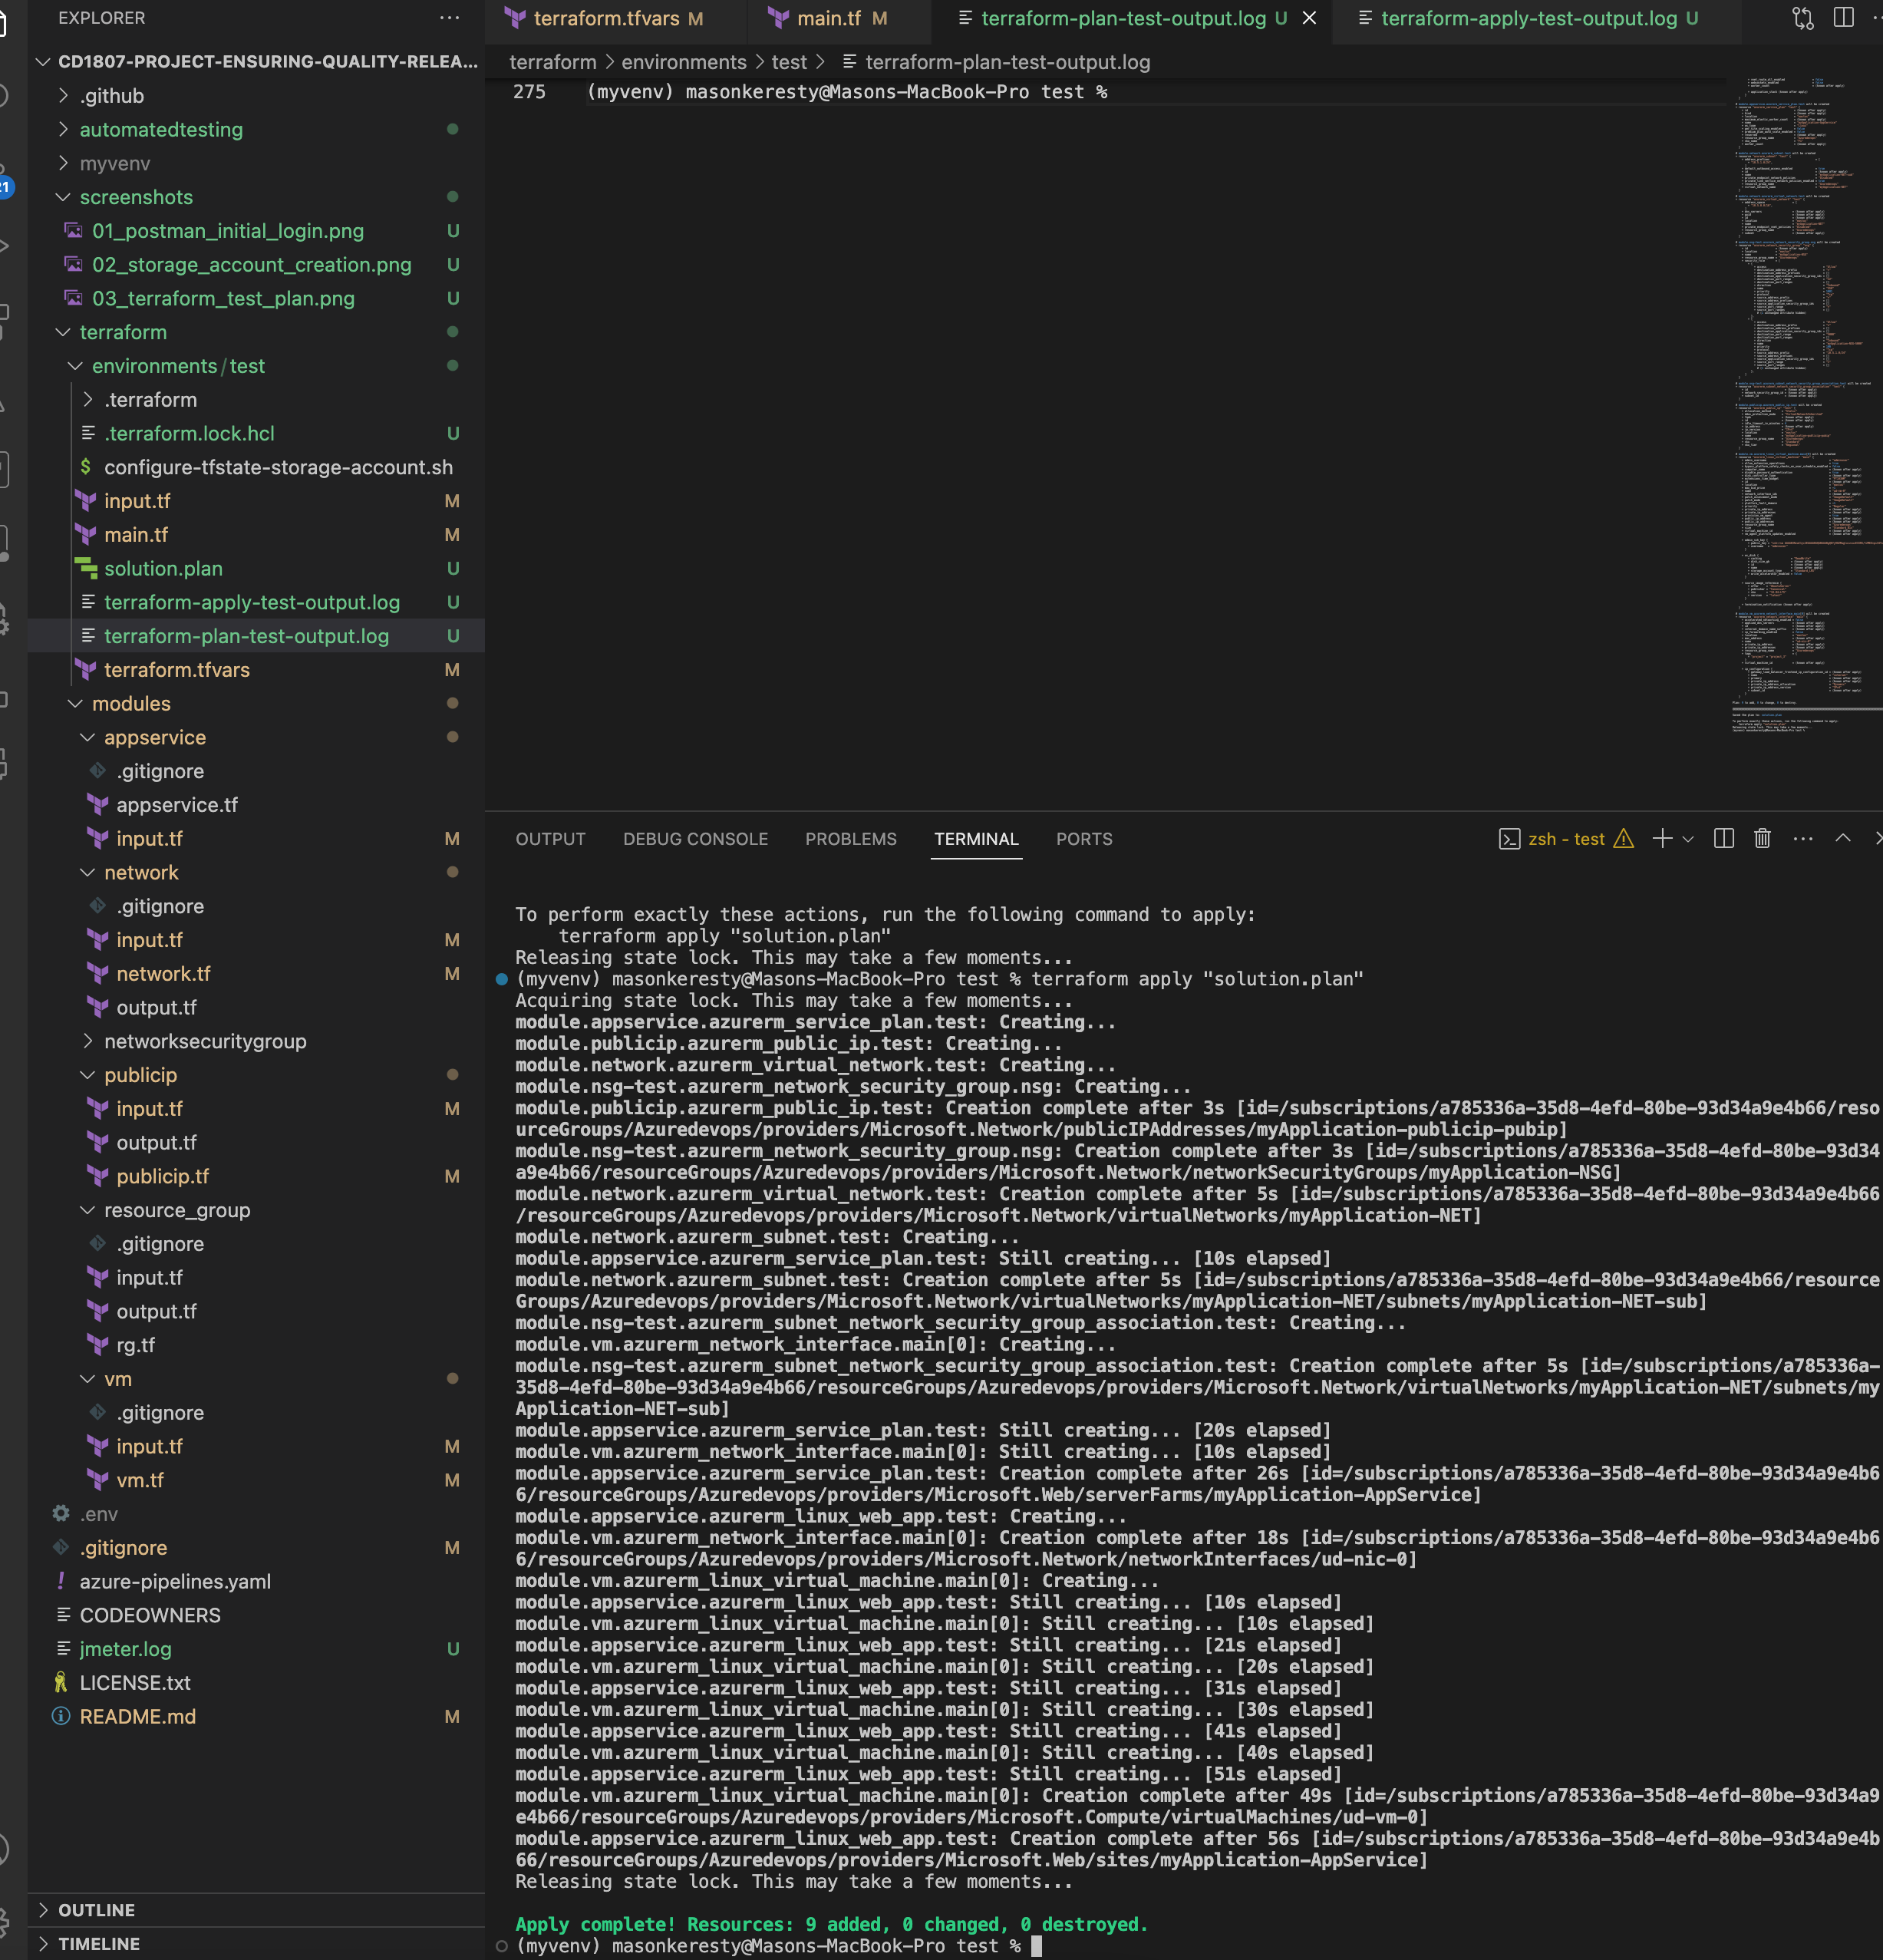 EXPLORER
CD1807-PROJECT-ENSURING-QUALITY-RELEA...
.github
automatedtesting
myvenv
21
screenshots
01_postman_initial_login.png U
02_storage_account_creation.png U
03_terraform_test_plan.png U
terraform
environments/test
.terraform
.terraform.lock.hcl U
configure-tfstate-storage-account.sh
input.tf M
main.tf M
solution.plan U
terraform-apply-test-output.log U
terraform-plan-test-output.log U
terraform.tfvars M
modules
appservice
.gitignore
appservice.tf
input.tf M
network
.gitignore
input.tf M
network.tf M
output.tf
networksecuritygroup
publicip
input.tf M
output.tf
publicip.tf M
resource_group
.gitignore
input.tf
output.tf
rg.tf
vm
.gitignore
input.tf M
vm.tf M
.env
.gitignore M
azure-pipelines.yaml
CODEOWNERS
jmeter.log U
LICENSE.txt
README.md M
OUTLINE
TIMELINE
terraform.tfvars M main.tf M terraform-plan-test-output.log U terraform-apply-test-output.log U
terraform > environments > test > terraform-plan-test-output.log
275 (myvenv) masonkeresty@Masons-MacBook-Pro test %
OUTPUT DEBUG CONSOLE PROBLEMS TERMINAL PORTS zsh - test
To perform exactly these actions, run the following command to apply:
terraform apply "solution.plan"
Releasing state lock. This may take a few moments...
(myvenv) masonkeresty@Masons-MacBook-Pro test % terraform apply "solution.plan"
Acquiring state lock. This may take a few moments...
module.appservice.azurerm_service_plan.test: Creating...
module.publicip.azurerm_public_ip.test: Creating...
module.network.azurerm_virtual_network.test: Creating...
module.nsg-test.azurerm_network_security_group.nsg: Creating...
module.publicip.azurerm_public_ip.test: Creation complete after 3s [id=/subscriptions/a785336a-35d8-4efd-80be-93d34a9e4b66/reso
urceGroups/Azuredevops/providers/Microsoft.Network/publicIPAddresses/myApplication-publicip-pubip]
module.nsg-test.azurerm_network_security_group.nsg: Creation complete after 3s [id=/subscriptions/a785336a-35d8-4efd-80be-93d34
a9e4b66/resourceGroups/Azuredevops/providers/Microsoft.Network/networkSecurityGroups/myApplication-NSG]
module.network.azurerm_virtual_network.test: Creation complete after 5s [id=/subscriptions/a785336a-35d8-4efd-80be-93d34a9e4b66
/resourceGroups/Azuredevops/providers/Microsoft.Network/virtualNetworks/myApplication-NET]
module.network.azurerm_subnet.test: Creating...
module.appservice.azurerm_service_plan.test: Still creating... [10s elapsed]
module.network.azurerm_subnet.test: Creation complete after 5s [id=/subscriptions/a785336a-35d8-4efd-80be-93d34a9e4b66/resource
Groups/Azuredevops/providers/Microsoft.Network/virtualNetworks/myApplication-NET/subnets/myApplication-NET-sub]
module.nsg-test.azurerm_subnet_network_security_group_association.test: Creating...
module.vm.azurerm_network_interface.main[0]: Creating...
module.nsg-test.azurerm_subnet_network_security_group_association.test: Creation complete after 5s [id=/subscriptions/a785336a-
35d8-4efd-80be-93d34a9e4b66/resourceGroups/Azuredevops/providers/Microsoft.Network/virtualNetworks/myApplication-NET/subnets/my
Application-NET-sub]
module.appservice.azurerm_service_plan.test: Still creating... [20s elapsed]
module.vm.azurerm_network_interface.main[0]: Still creating... [10s elapsed]
module.appservice.azurerm_service_plan.test: Creation complete after 26s [id=/subscriptions/a785336a-35d8-4efd-80be-93d34a9e4b6
6/resourceGroups/Azuredevops/providers/Microsoft.Web/serverFarms/myApplication-AppService]
module.appservice.azurerm_linux_web_app.test: Creating...
module.vm.azurerm_network_interface.main[0]: Creation complete after 18s [id=/subscriptions/a785336a-35d8-4efd-80be-93d34a9e4b6
6/resourceGroups/Azuredevops/providers/Microsoft.Network/networkInterfaces/ud-nic-0]
module.vm.azurerm_linux_virtual_machine.main[0]: Creating...
module.appservice.azurerm_linux_web_app.test: Still creating... [10s elapsed]
module.vm.azurerm_linux_virtual_machine.main[0]: Still creating... [10s elapsed]
module.appservice.azurerm_linux_web_app.test: Still creating... [21s elapsed]
module.vm.azurerm_linux_virtual_machine.main[0]: Still creating... [20s elapsed]
module.appservice.azurerm_linux_web_app.test: Still creating... [31s elapsed]
module.vm.azurerm_linux_virtual_machine.main[0]: Still creating... [30s elapsed]
module.appservice.azurerm_linux_web_app.test: Still creating... [41s elapsed]
module.vm.azurerm_linux_virtual_machine.main[0]: Still creating... [40s elapsed]
module.appservice.azurerm_linux_web_app.test: Still creating... [51s elapsed]
module.vm.azurerm_linux_virtual_machine.main[0]: Creation complete after 49s [id=/subscriptions/a785336a-35d8-4efd-80be-93d34a9
e4b66/resourceGroups/Azuredevops/providers/Microsoft.Compute/virtualMachines/ud-vm-0]
module.appservice.azurerm_linux_web_app.test: Creation complete after 56s [id=/subscriptions/a785336a-35d8-4efd-80be-93d34a9e4b
66/resourceGroups/Azuredevops/providers/Microsoft.Web/sites/myApplication-AppService]
Releasing state lock. This may take a few moments...
Apply complete! Resources: 9 added, 0 changed, 0 destroyed.
(myvenv) masonkeresty@Masons-MacBook-Pro test %